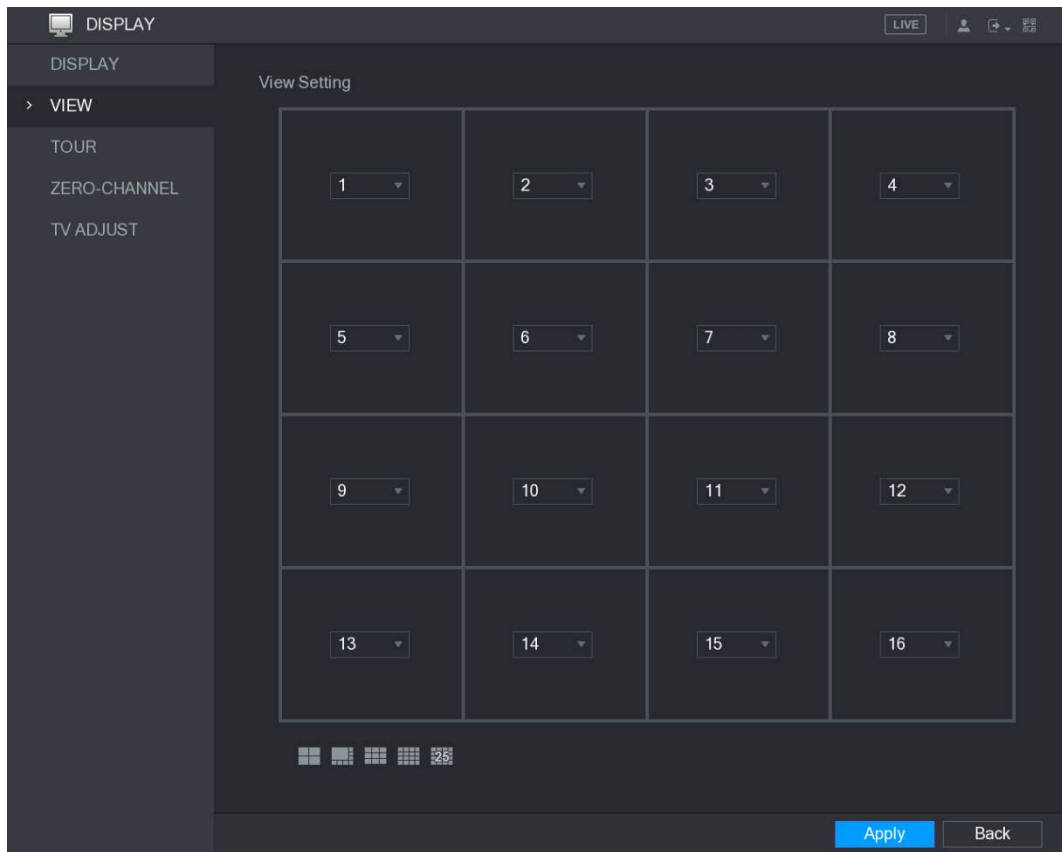 DISPLAY
LIVE
DISPLAY
VIEW
TOUR
ZERO-CHANNEL
TV ADJUST
View Setting
1 2 3 4
5 6 7 8
9 10 11 12
13 14 15 16
25
Apply Back